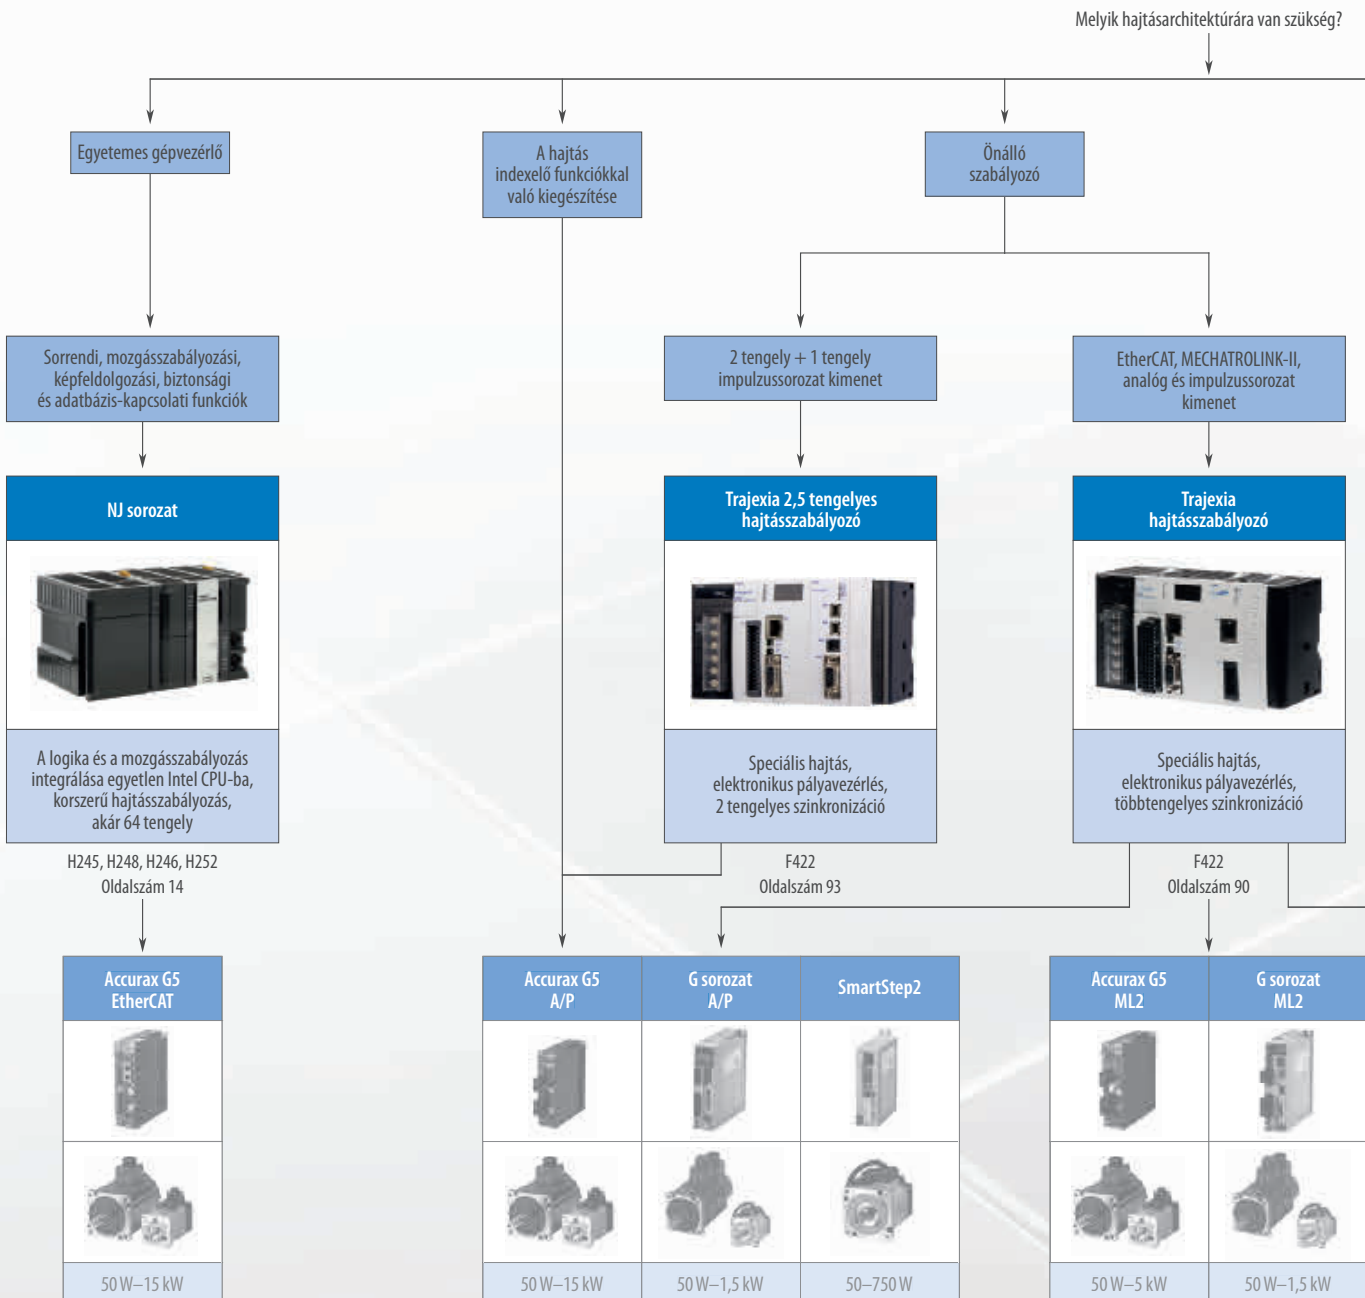 Melyik hajtásarchitektúrára van szükség?
Egyetemes gépvezérlő
A hajtás
indexelő funkciókkal
való kiegészítése
Önálló
szabályozó
Sorrendi, mozgásszabályozási,
képfeldolgozási, biztonsági
és adatbázis-kapcsolati funkciók
2 tengely + 1 tengely
impulzussorozat kimenet
EtherCAT, MECHATROLINK-II,
analóg és impulzussorozat
kimenet
NJ sorozat
Trajexia 2,5 tengelyes
hajtásszabályozó
Trajexia
hajtásszabályozó
A logika és a mozgásszabályozás
integrálása egyetlen Intel CPU-ba,
korszerű hajtásszabályozás,
akár 64 tengely
Speciális hajtás,
elektronikus pályavezérlés,
2 tengelyes szinkronizáció
Speciális hajtás,
elektronikus pályavezérlés,
többtengelyes szinkronizáció
H245, H248, H246, H252
Oldalszám 14
F422
Oldalszám 93
F422
Oldalszám 90
Accurax G5
EtherCAT
Accurax G5
A/P
G sorozat
A/P
SmartStep2
Accurax G5
ML2
G sorozat
ML2
50 W–15 kW
50 W–15 kW
50 W–1,5 kW
50–750 W
50 W–5 kW
50 W–1,5 kW